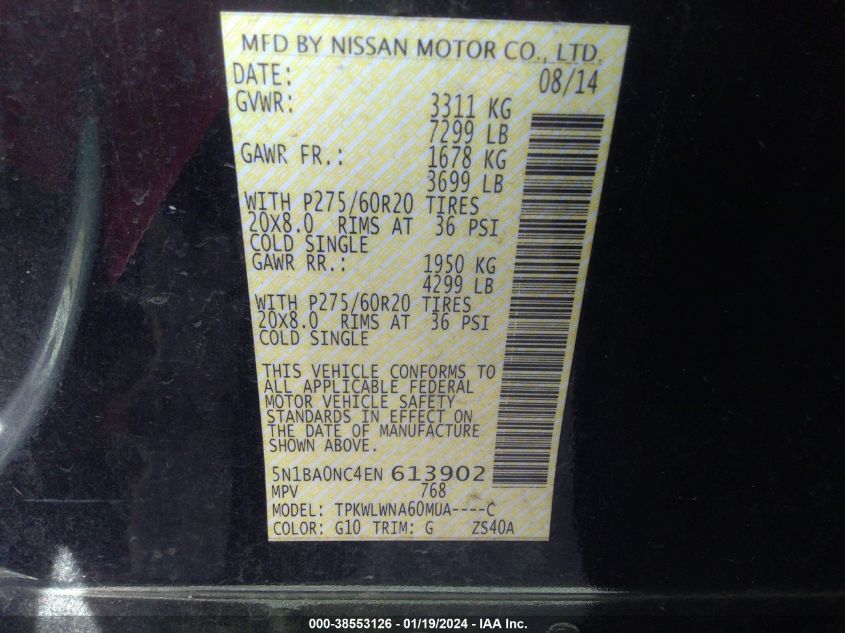 MFD BY NISSAN MOTOR CO., LTD.
DATE: 08/14
GVWR: 3311 KG
7299 LB
GAWR FR.: 1678 KG
3699 LB
WITH P275/60R20 TIRES
20X8.0 RIMS AT 36 PSI
COLD SINGLE
GAWR RR.: 1950 KG
4299 LB
WITH P275/60R20 TIRES
20X8.0 RIMS AT 36 PSI
COLD SINGLE
THIS VEHICLE CONFORMS TO
ALL APPLICABLE FEDERAL
MOTOR VEHICLE SAFETY
STANDARDS IN EFFECT ON
THE DATE OF MANUFACTURE
SHOWN ABOVE.
5N1BA0NC4EN 613902
MPV 768
MODEL: TPKWLWNA60MUA----C
COLOR: G10 TRIM: G ZS40A
000-38553126 - 01/19/2024 - IAA Inc.